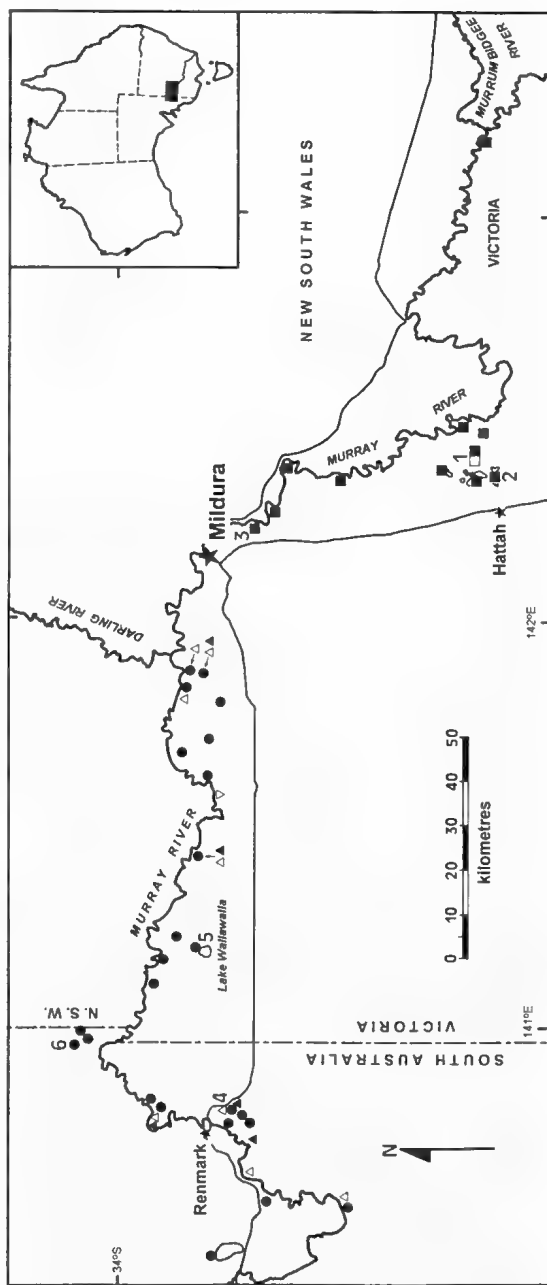 34°S
N.S.W.
6
MURRAY RIVER
DARLING RIVER
Mildura
3
NEW SOUTH WALES
Renmark
4
5
Lake Wallawalla
MURRAY
RIVER
VICTORIA
MURRUMBIDGEE
RIVER
SOUTH AUSTRALIA
VICTORIA
1
2
Hattah
N
0 10 20 30 40 50
kilometres
141°E
142°E